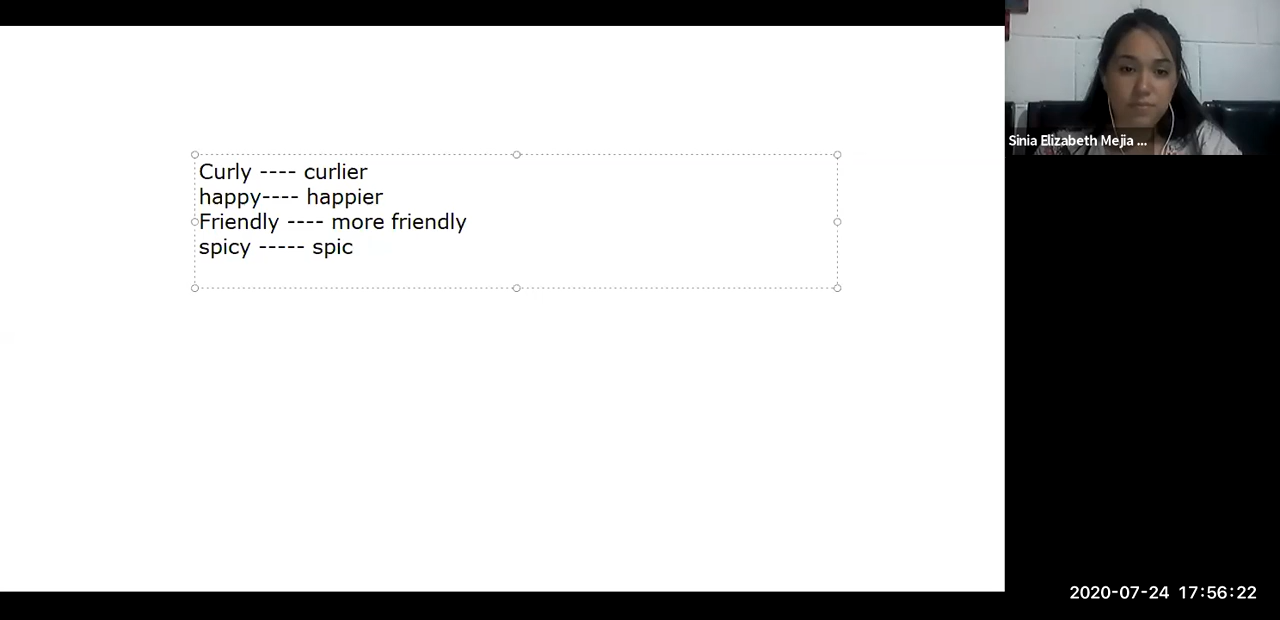 Curly ---- curlier
happy---- happier
Friendly ---- more friendly
spicy ----- spic
Sinia Elizabeth Mejia ...
2020-07-24 17:56:22